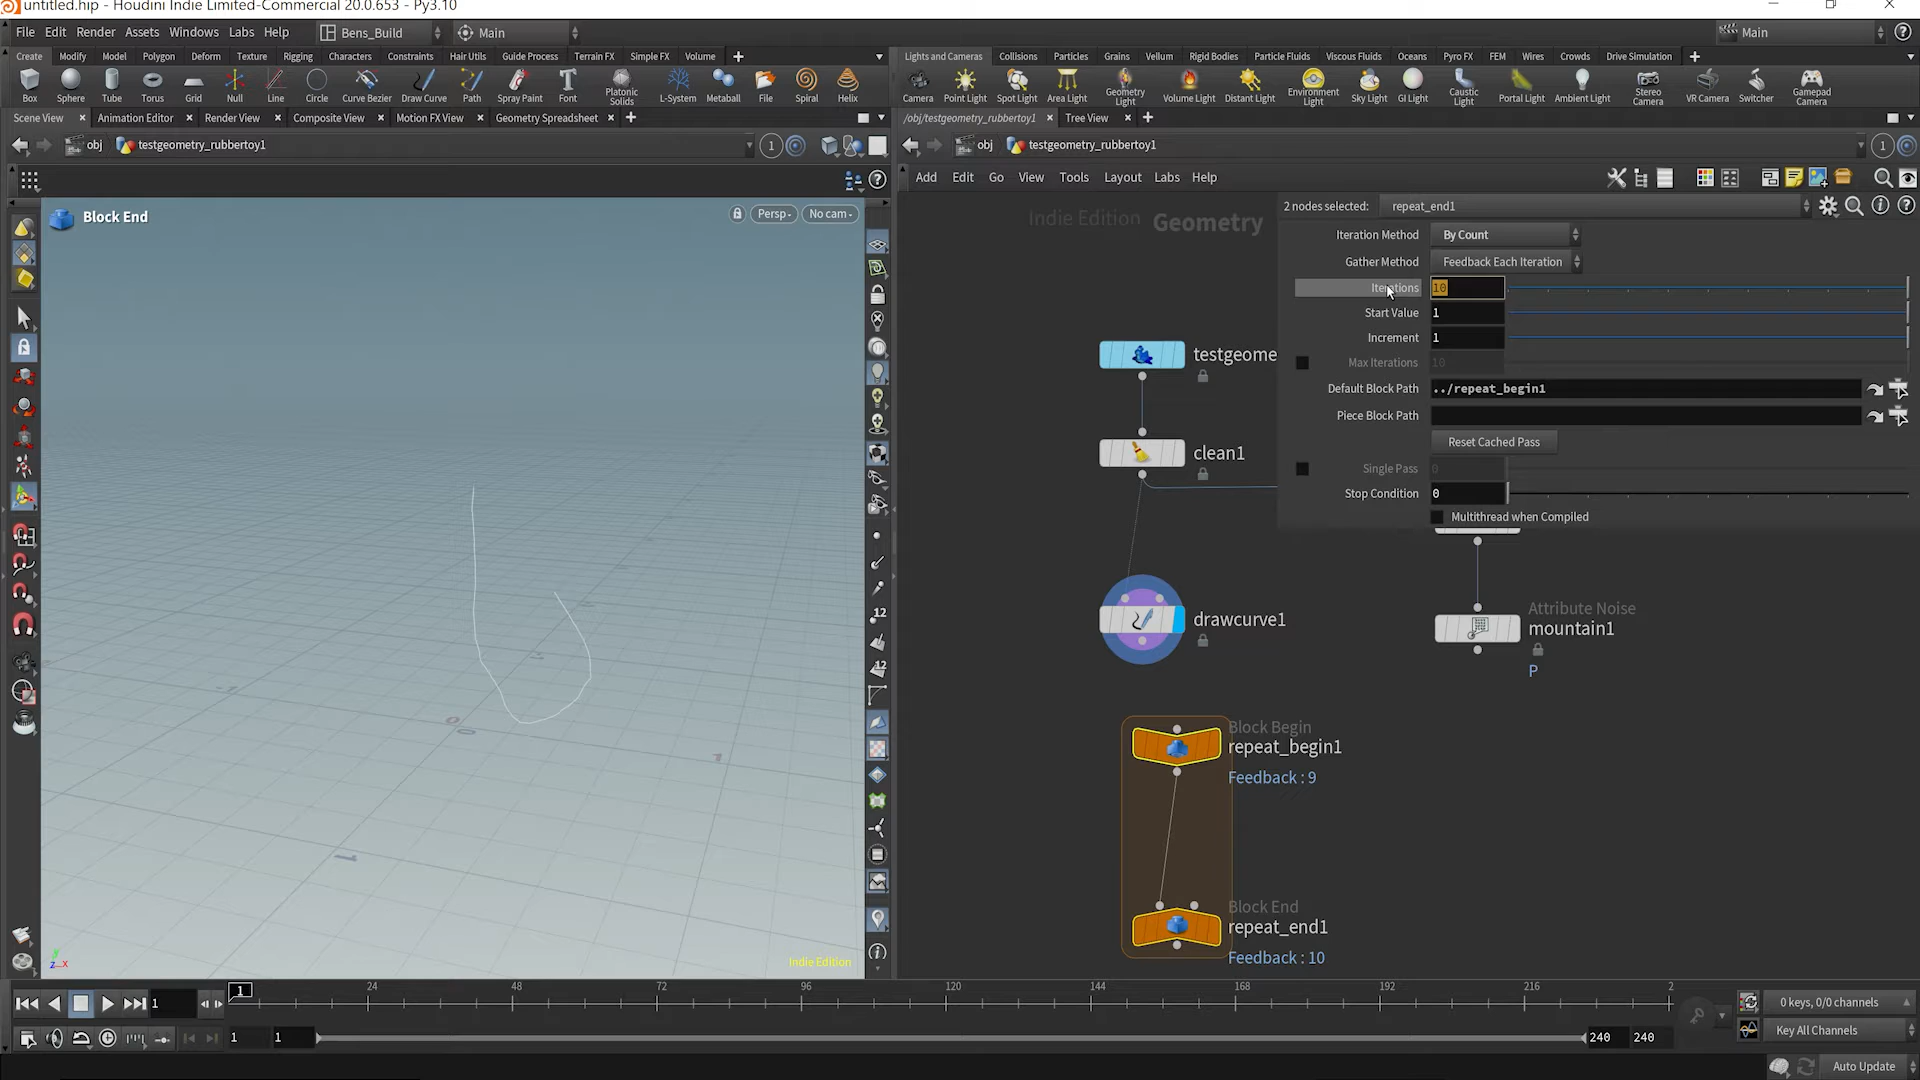 untitled.hip - Houdini Indie Limited-Commercial 20.0.653 - Py3.10
File Edit Render Assets Windows Labs Help Bens_Build Main Main
Create Modify Model Polygon Deform Texture Rigging Characters Constraints Hair Utils Guide Process Terrain FX Simple FX Volume
Lights and Cameras Collisions Particles Grains Vellum Rigid Bodies Particle Fluids Viscous Fluids Oceans Pyro FX FEM Wires Crowds Drive Simulation
Box Sphere Tube Torus Grid Null Line Circle Curve Bezier Draw Curve Path Spray Paint Font Platonic Solids L-System Metaball File Spiral Helix
Camera Point Light Spot Light Area Light Geometry Light Volume Light Distant Light Environment Light Sky Light GI Light Caustic Light Portal Light Ambient Light Stereo Camera VR Camera Switcher Gamepad Camera
Scene View Animation Editor Render View Composite View Motion FX View Geometry Spreadsheet
/obj/testgeometry_rubbertoy1 Tree View
obj testgeometry_rubbertoy1 1
obj testgeometry_rubbertoy1 1
Add Edit Go View Tools Layout Labs Help
Block End Persp No cam
Indie Edition Geometry
2 nodes selected: repeat_end1
Iteration Method By Count
Gather Method Feedback Each Iteration
Iterations 10
Start Value 1
Increment 1
Max Iterations 10
Default Block Path ../repeat_begin1
Piece Block Path
Reset Cached Pass
Single Pass 0
Stop Condition 0
Multithread when Compiled
testgeome
clean1
drawcurve1
Attribute Noise
mountain1
P
Block Begin
repeat_begin1
Feedback : 9
Block End
repeat_end1
Feedback : 10
12
12
Indie Edition
1 1 24 48 72 96 120 144 168 192 216 2
0 keys, 0/0 channels
1 1 240 240 Key All Channels
Auto Update